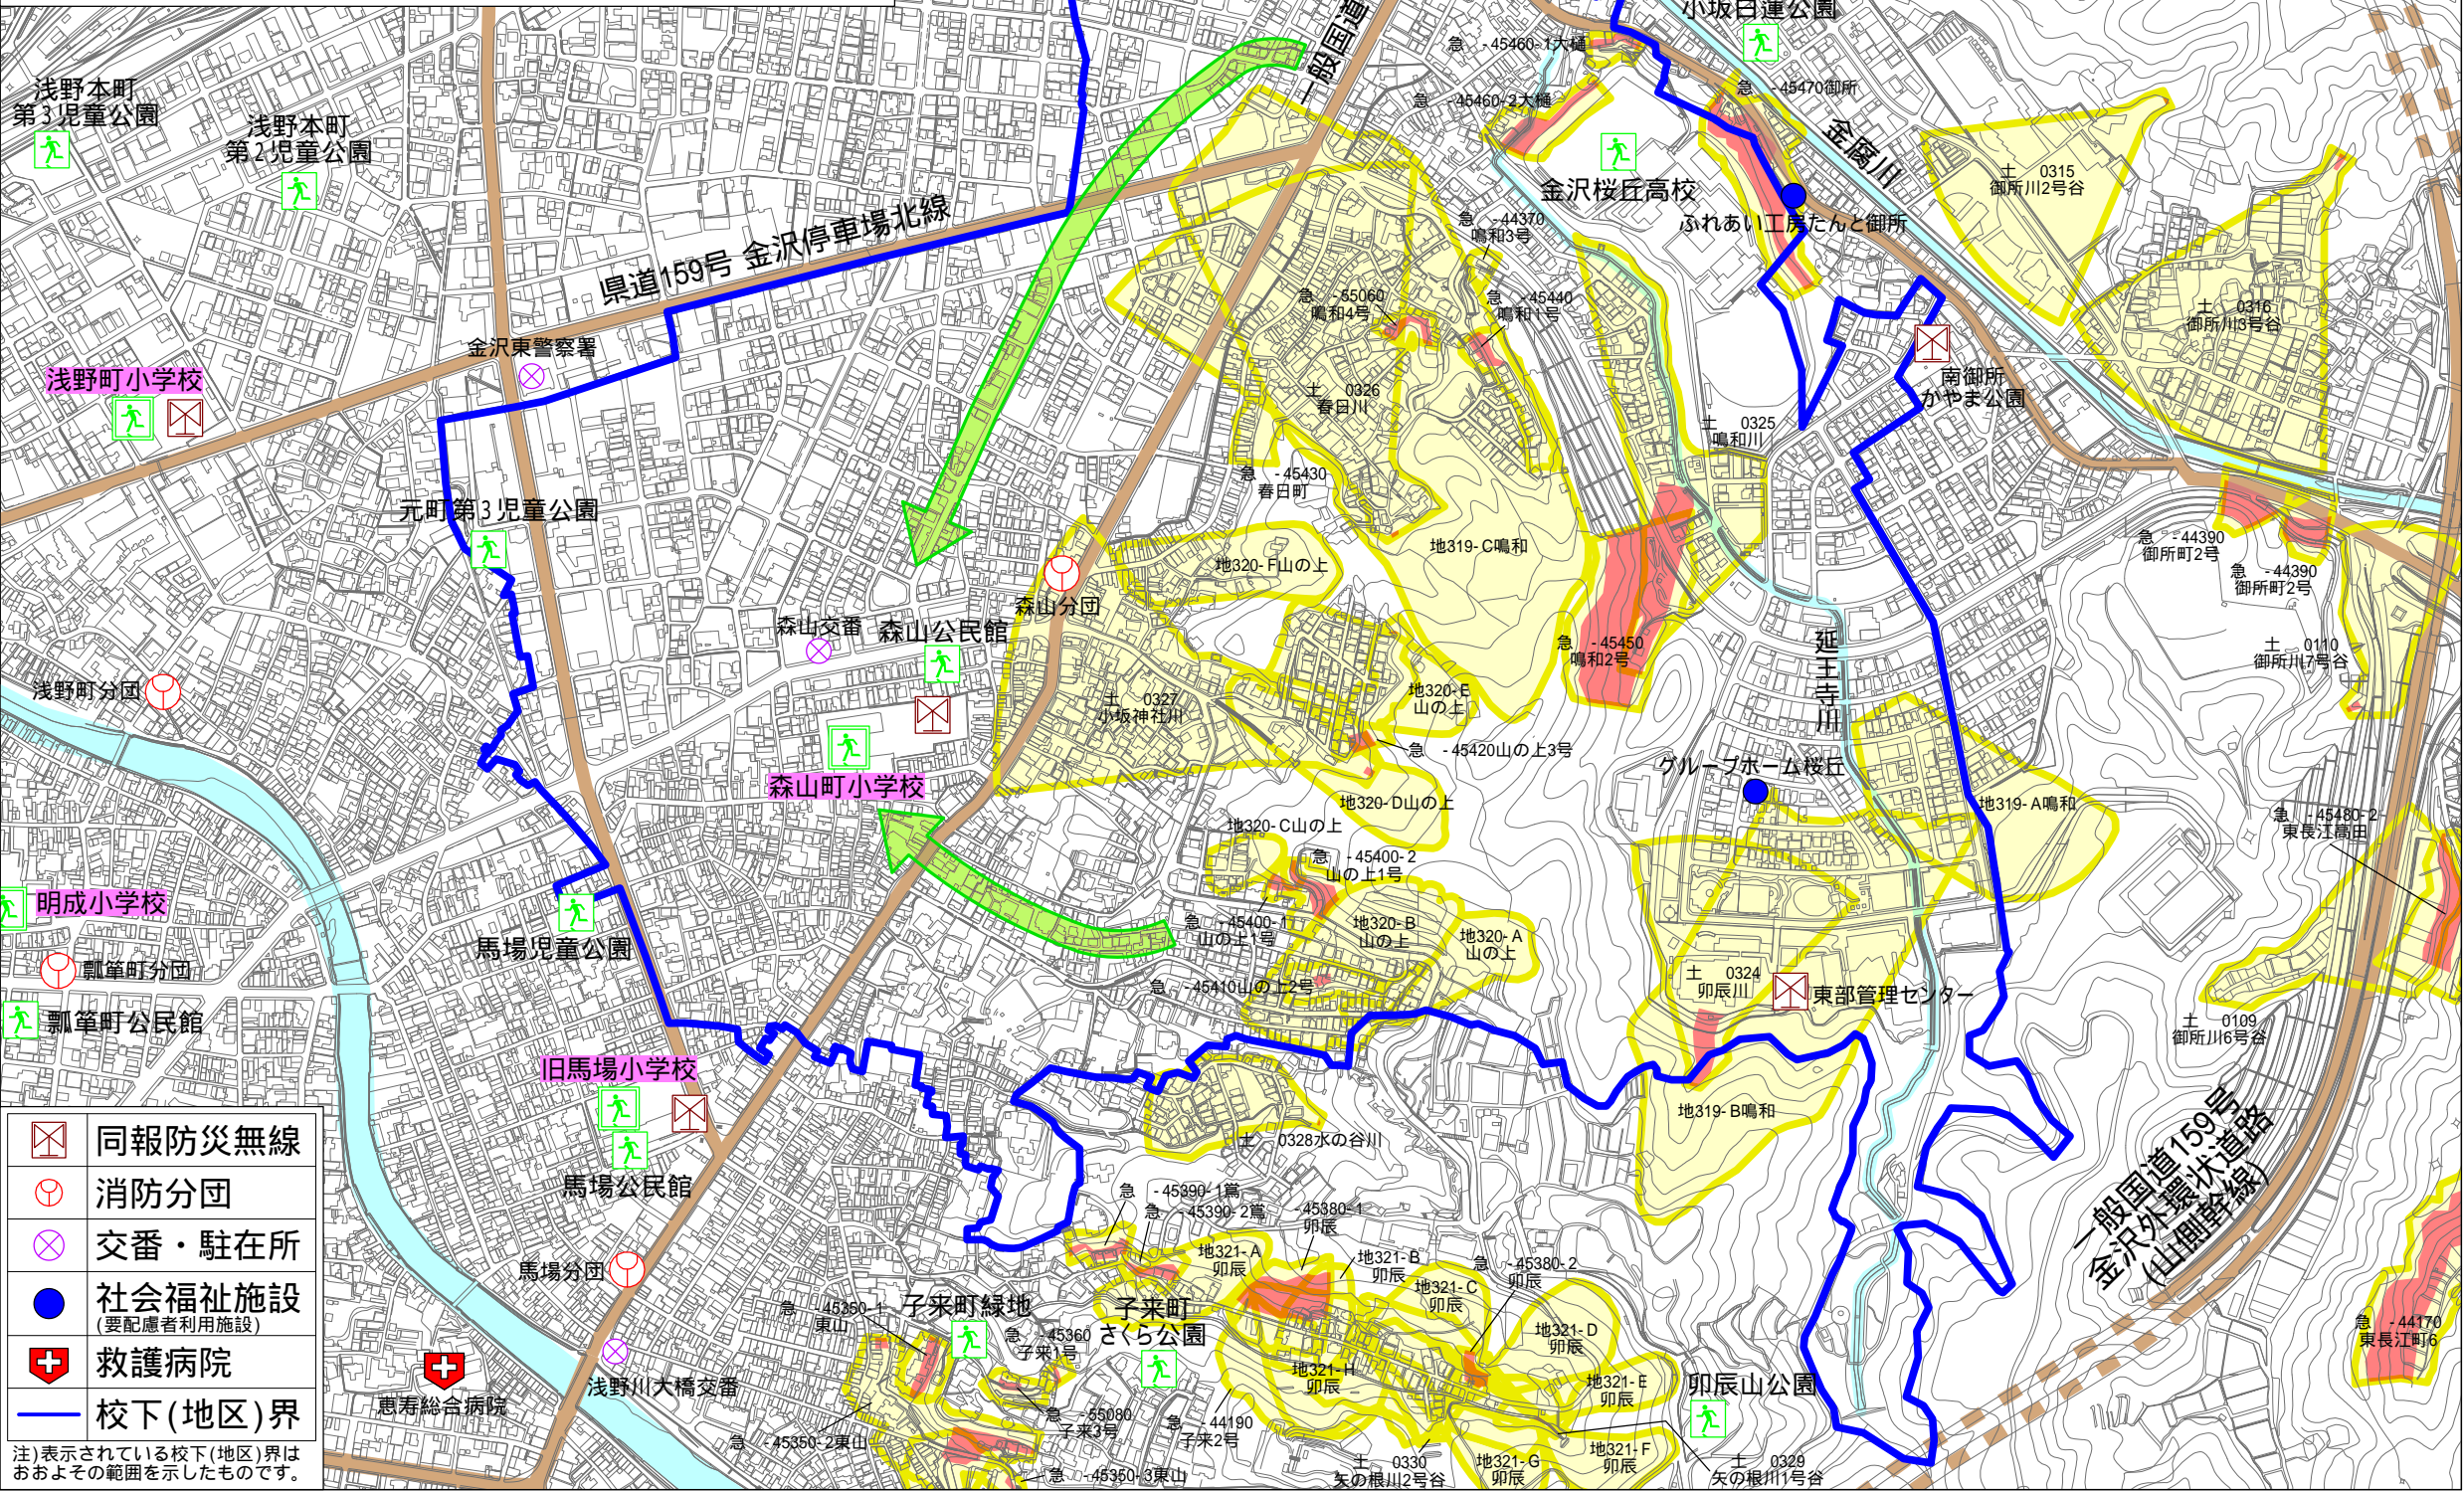 小坂白蓮公園
一般国道
急 -45460-1大樋
急 -45470御所
急 -45460-2大樋
浅野本町
第3児童公園
浅野本町
第2児童公園
金腐川
土 0315
御所川2号谷
金沢桜丘高校
ふれあい工房たんと御所
急 -44370
鳴和3号
県道159号 金沢停車場北線
急 -55060
鳴和4号
急 -45440
鳴和1号
土 0316
御所川3号谷
金沢東警察署
浅野町小学校
南御所
かやま公園
土 0326
春日川
土 0325
鳴和川
急 -45430
春日町
元町第3児童公園
地319-C鳴和
急 -44390
御所町2号
急 -44390
御所町2号
地320-F山の上
森山分団
森山交番
森山公民館
急 -45450
鳴和2号
延王寺川
土 0110
御所川7号谷
浅野町分団
土 0327
小坂神社川
地320-E
山の上
急 -45420山の上3号
グループホーム桜丘
森山町小学校
地320-D山の上
地319-A鳴和
急 -45480-2
東長江高田
地320-C山の上
急 -45400-2
山の上1号
明成小学校
急 -45400-1
山の上1号
地320-B
山の上
地320-A
山の上
馬場児童公園
瓢箪町分団
土 0324
卯辰川
東部管理センター
急 -45410山の上2号
瓢箪町公民館
土 0109
御所川6号谷
旧馬場小学校
地319-B鳴和
土 0328水の谷川
馬場公民館
一般国道159号
金沢外環状道路
(山側幹線)
急 -45390-1鴬
急 -45390-2鴬
-45380-1
卯辰
地321-A
卯辰
地321-B
卯辰
急 -45380-2
卯辰
馬場分団
地321-C
卯辰
急 -45350-1
東山
子来町緑地
子来町
さくら公園
急 -45360
子来1号
地321-D
卯辰
急 -44170
東長江町6
地321-H
卯辰
地321-E
卯辰
卯辰山公園
浅野川大橋交番
恵寿総合病院
急 -55080
子来3号
急 -44190
子来2号
急 -45350-2東山
急 -45350-3東山
土 0330
矢の根川2号谷
地321-G
卯辰
地321-F
卯辰
土 0329
矢の根川1号谷
同報防災無線
消防分団
交番・駐在所
社会福祉施設
(要配慮者利用施設)
救護病院
校下(地区)界
注)表示されている校下(地区)界は
おおよその範囲を示したものです。